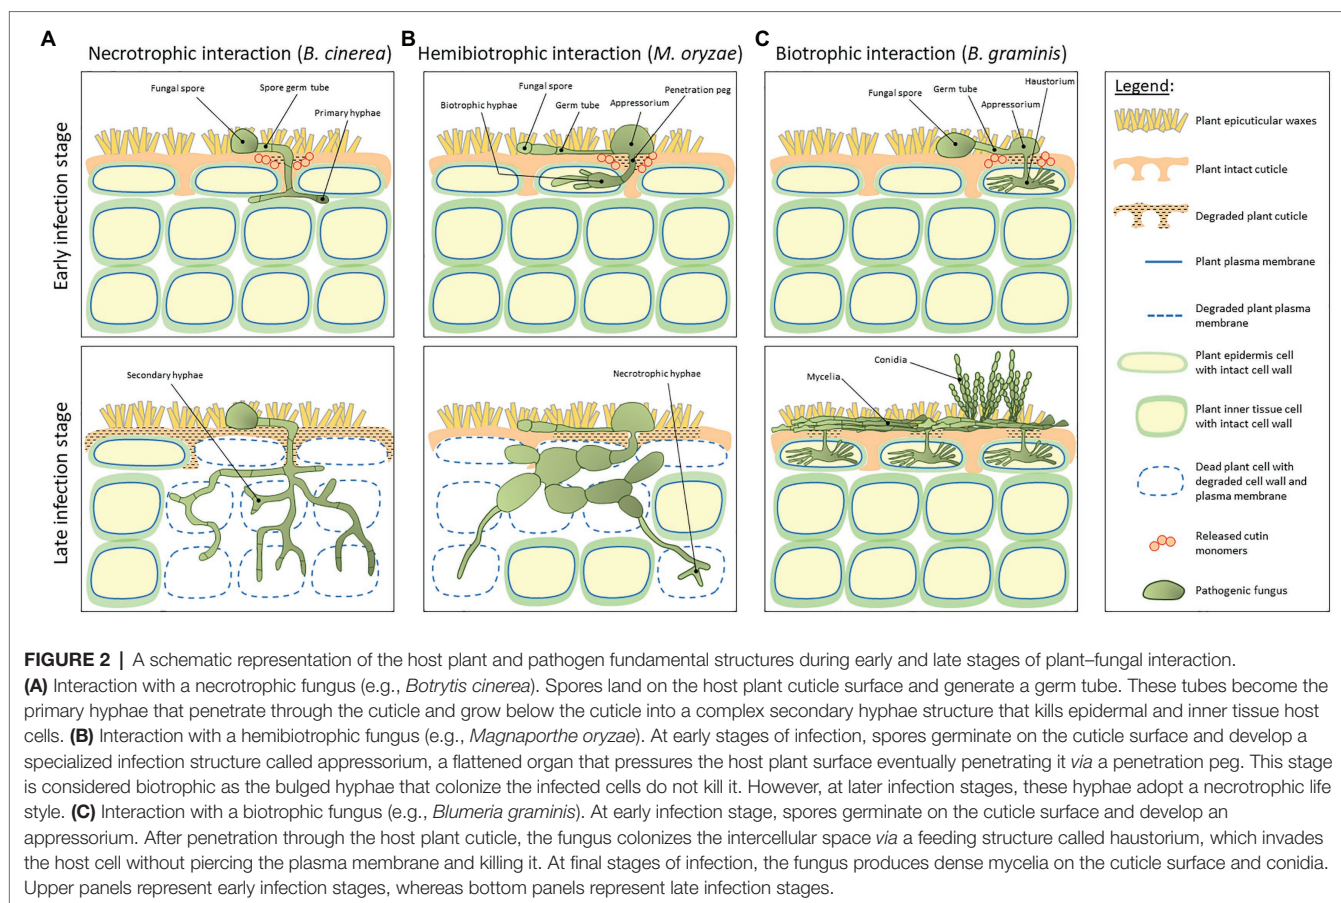 A
Necrotrophic interaction (B. cinerea)
B
Hemibiotrophic interaction (M. oryzae)
C
Biotrophic interaction (B. graminis)
Early infection stage
Fungal spore
Spore germ tube
Primary hyphae
Biotrophic hyphae
Fungal spore
Germ tube
Appressorium
Penetration peg
Fungal spore
Germ tube
Appressorium
Haustorium
Late infection stage
Secondary hyphae
Necrotrophic hyphae
Mycelia
Conidia
Legend:
Plant epicuticular waxes
Plant intact cuticle
Degraded plant cuticle
Plant plasma membrane
Degraded plant plasma
membrane
Plant epidermis cell
with intact cell wall
Plant inner tissue cell
with intact cell wall
Dead plant cell with
degraded cell wall and
plasma membrane
Released cutin
monomers
Pathogenic fungus
FIGURE 2 | A schematic representation of the host plant and pathogen fundamental structures during early and late stages of plant–fungal interaction.
(A) Interaction with a necrotrophic fungus (e.g., Botrytis cinerea). Spores land on the host plant cuticle surface and generate a germ tube. These tubes become the
primary hyphae that penetrate through the cuticle and grow below the cuticle into a complex secondary hyphae structure that kills epidermal and inner tissue host
cells. (B) Interaction with a hemibiotrophic fungus (e.g., Magnaporthe oryzae). At early stages of infection, spores germinate on the cuticle surface and develop a
specialized infection structure called appressorium, a flattened organ that pressures the host plant surface eventually penetrating it via a penetration peg. This stage
is considered biotrophic as the bulged hyphae that colonize the infected cells do not kill it. However, at later infection stages, these hyphae adopt a necrotrophic life
style. (C) Interaction with a biotrophic fungus (e.g., Blumeria graminis). At early infection stage, spores germinate on the cuticle surface and develop an
appressorium. After penetration through the host plant cuticle, the fungus colonizes the intercellular space via a feeding structure called haustorium, which invades
the host cell without piercing the plasma membrane and killing it. At final stages of infection, the fungus produces dense mycelia on the cuticle surface and conidia.
Upper panels represent early infection stages, whereas bottom panels represent late infection stages.